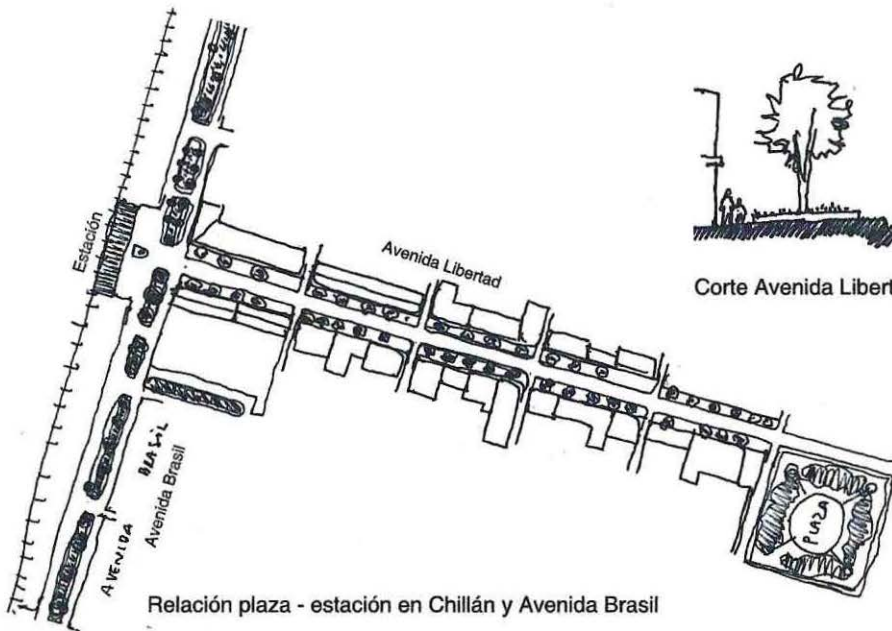 Estación
Avenida Libertad
Corte Avenida Libert
AVENIDA BRASIL
Avenida Brasil
PLAZA
Relación plaza - estación en Chillán y Avenida Brasil